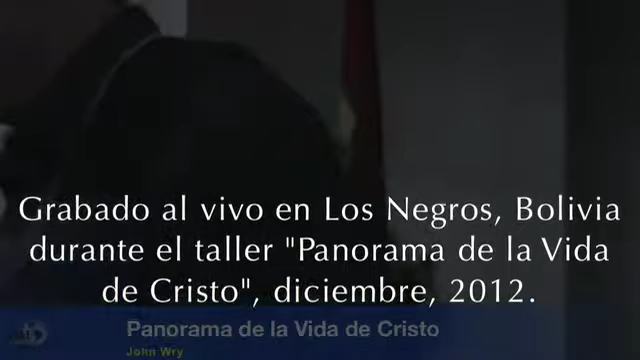 Grabado al vivo en Los Negros, Bolivia
durante el taller "Panorama de la Vida
de Cristo", diciembre, 2012.
Panorama de la Vida de Cristo
John Wry